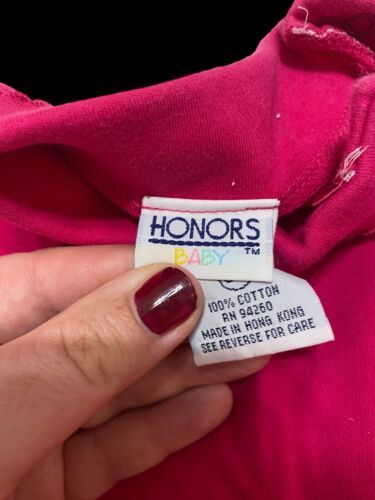 HONORS
TM
BABY
100% COTTON
RN 94260
MADE IN HONG KONG
SEE REVERSE FOR CARE